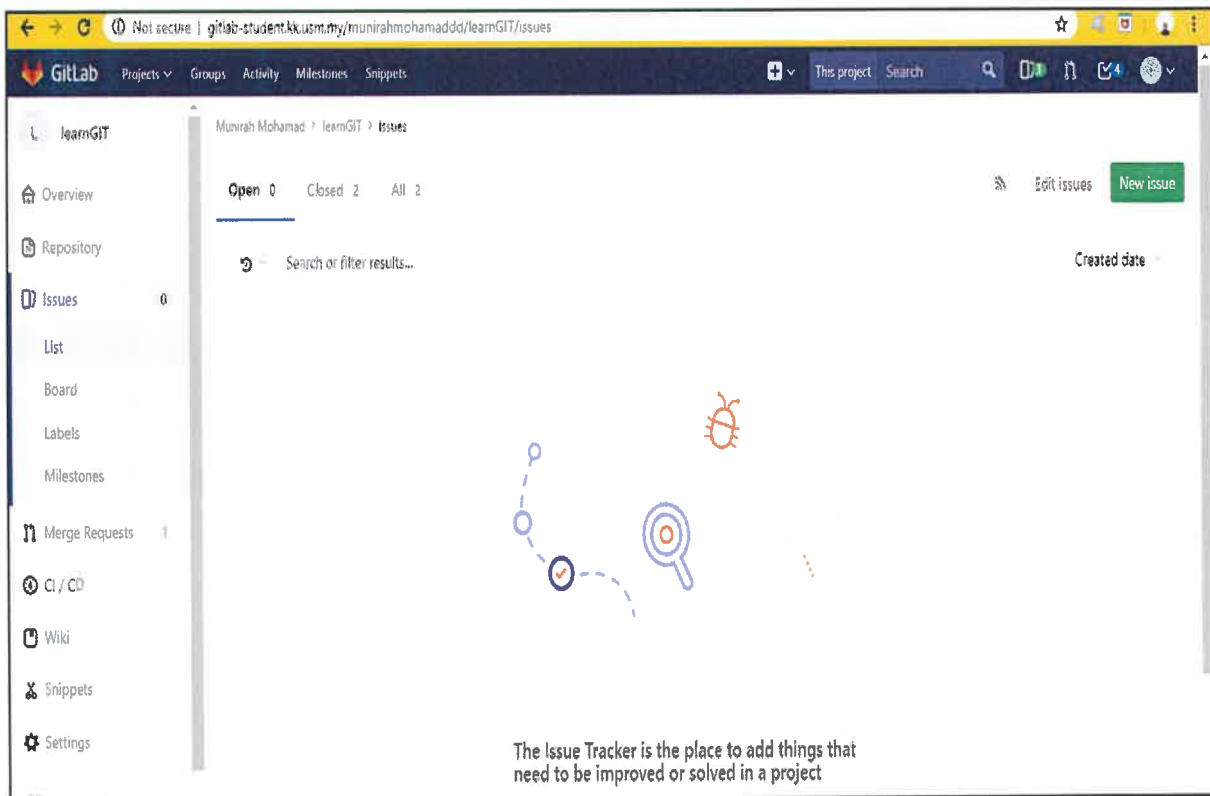 Not secure | gitlab-student.kk.usm.my/munirahmohamaddd/learnGIT/issues
GitLab Projects Groups Activity Milestones Snippets This project Search 4
L learnGIT
Munirah Mohamad > learnGIT > Issues
Open 0 Closed 2 All 2 Edit issues New issue
Overview
Repository
Search or filter results... Created date
Issues 0
List
Board
Labels
Milestones
Merge Requests 1
CI / CD
Wiki
Snippets
Settings
The Issue Tracker is the place to add things that
need to be improved or solved in a project